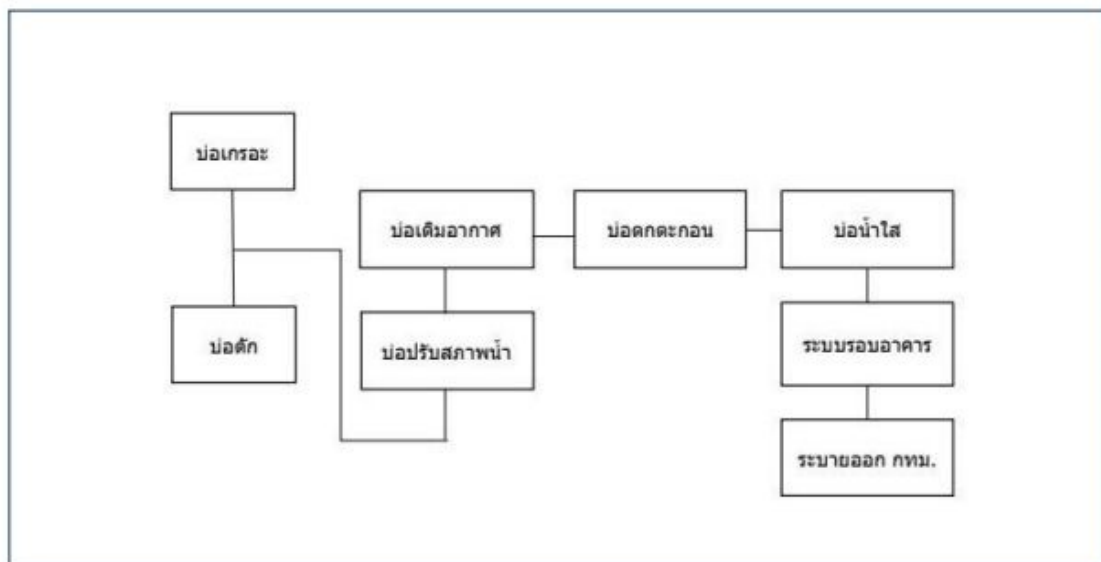 บ่อเกรอะ
บ่อดัก
บ่อปรับสภาพน้ำ
บ่อเติมอากาศ
บ่อตกตะกอน
บ่อน้ำใส
ระบบรอบอาคาร
ระบายออก กทม.